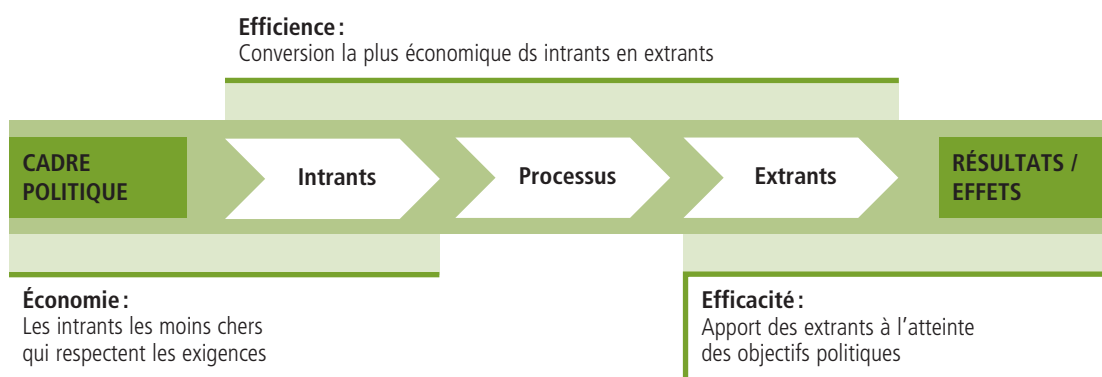 Efficience :
Conversion la plus économique ds intrants en extrants
CADRE
POLITIQUE
Intrants
Processus
Extrants
RÉSULTATS /
EFFETS
Économie :
Les intrants les moins chers
qui respectent les exigences
Efficacité :
Apport des extrants à l’atteinte
des objectifs politiques